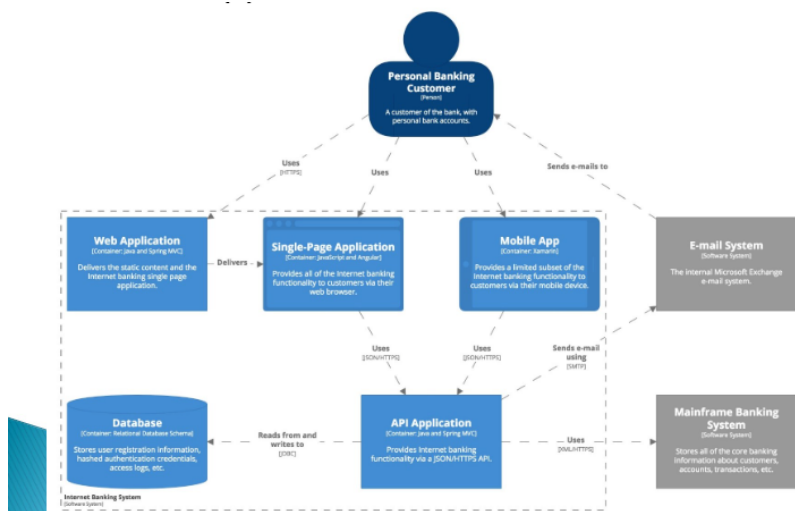 Personal Banking
Customer
[Person]
A customer of the bank, with
personal bank accounts.
Uses
[HTTPS]
Uses
Uses
Sends e-mails to
Web Application
[Container: Java and Spring MVC]
Delivers the static content and the
Internet banking single page
application.
Delivers
Single-Page Application
[Container: JavaScript and Angular]
Provides all of the Internet banking
functionality to customers via their
web browser.
Mobile App
[Container: Xamarin]
Provides a limited subset of the
Internet banking functionality to
customers via their mobile device.
E-mail System
[Software System]
The internal Microsoft Exchange
e-mail system.
Uses
[JSON/HTTPS]
Uses
[JSON/HTTPS]
Sends e-mail
using
[SMTP]
Database
[Container: Relational Database Schema]
Stores user registration information,
hashed authentication credentials,
access logs, etc.
Reads from and
writes to
[JDBC]
API Application
[Container: Java and Spring MVC]
Provides Internet banking
functionality via a JSON/HTTPS API.
Uses
[XML/HTTPS]
Mainframe Banking
System
[Software System]
Stores all of the core banking
information about customers,
accounts, transactions, etc.
Internet Banking System
[Software System]